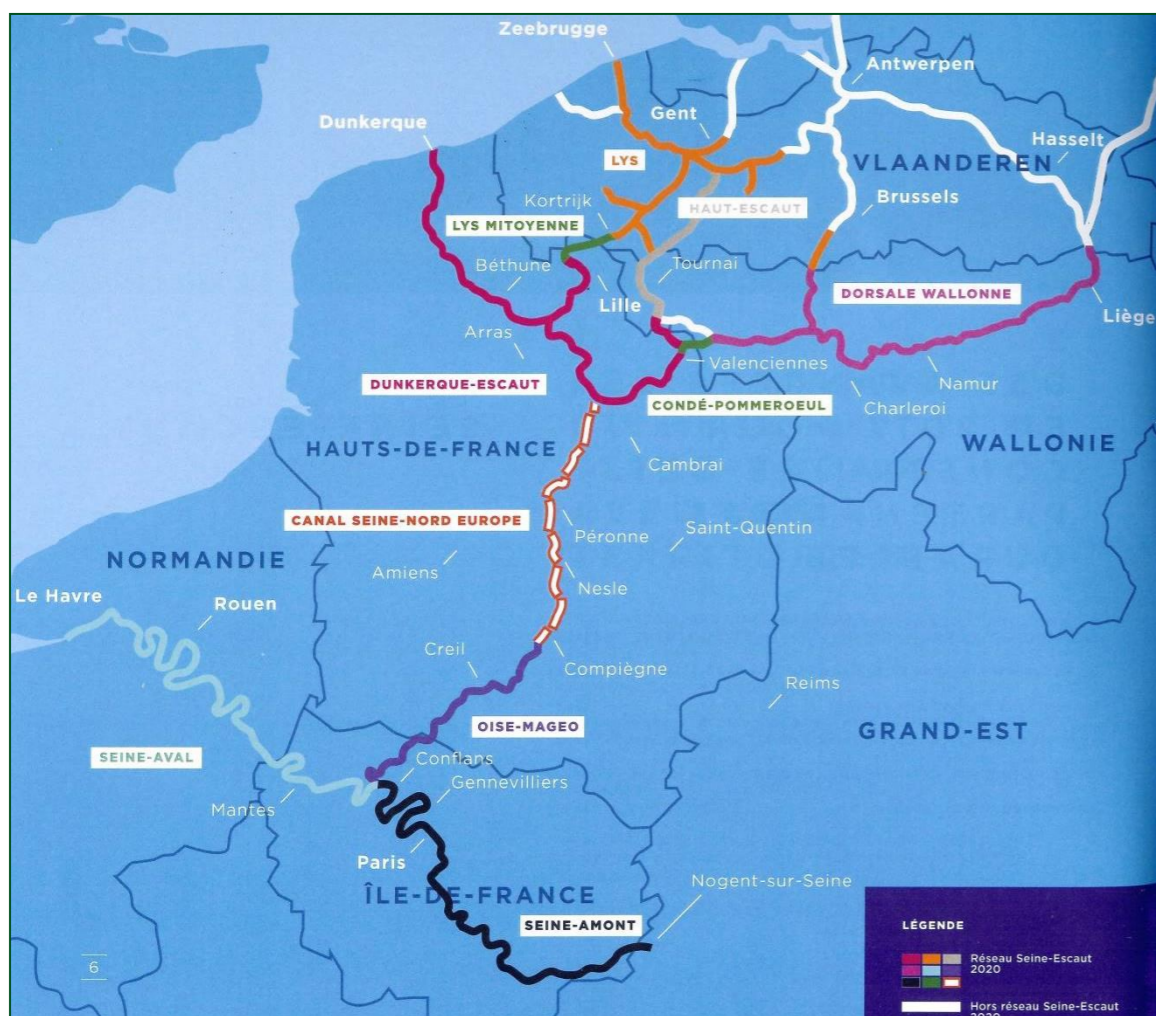 Zeebrugge
Antwerpen
Dunkerque
Gent
Hasselt
LYS
VLAANDEREN
Kortrijk
Brussels
HAUT-ESCAUT
LYS MITOYENNE
Béthune
Tournai
Lille
DORSALE WALLONNE
Liège
Arras
Valenciennes
DUNKERQUE-ESCAUT
Namur
CONDÉ-POMMEROEUL
Charleroi
HAUTS-DE-FRANCE
WALLONIE
Cambrai
CANAL SEINE-NORD EUROPE
Saint-Quentin
Péronne
NORMANDIE
Amiens
Nesle
Le Havre
Rouen
Creil
Compiègne
Reims
OISE-MAGEO
GRAND-EST
SEINE-AVAL
Conflans
Gennevilliers
Mantes
Paris
Nogent-sur-Seine
ÎLE-DE-FRANCE
SEINE-AMONT
LÉGENDE
6
Réseau Seine-Escaut
2020
Hors réseau Seine-Escaut
2020